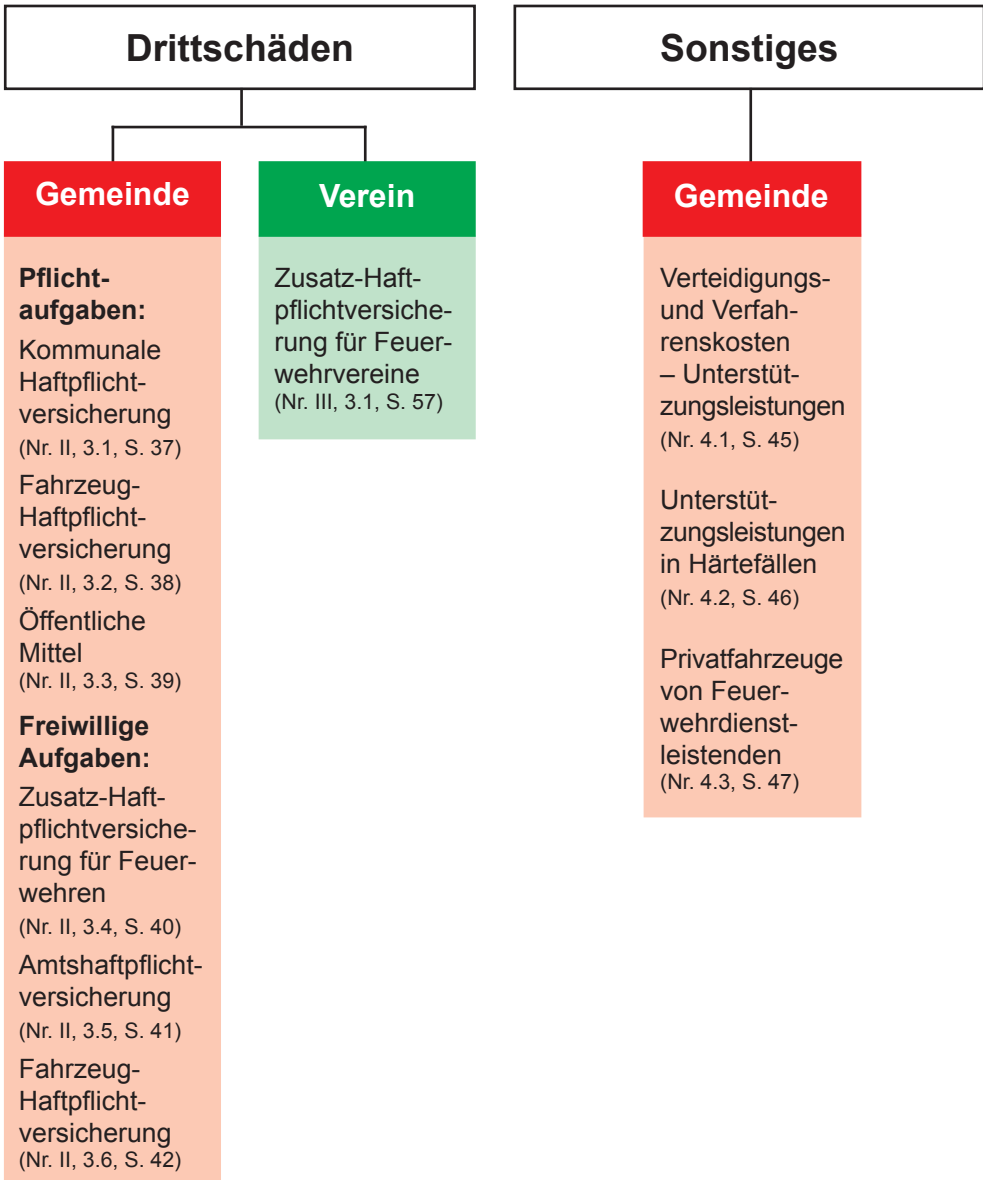 Drittschäden
Gemeinde
Pflicht-
aufgaben:
Kommunale
Haftpflicht-
versicherung
(Nr. II, 3.1, S. 37)
Fahrzeug-
Haftpflicht-
versicherung
(Nr. II, 3.2, S. 38)
Öffentliche
Mittel
(Nr. II, 3.3, S. 39)
Freiwillige
Aufgaben:
Zusatz-Haft-
pflichtversiche-
rung für Feuer-
wehren
(Nr. II, 3.4, S. 40)
Amtshaftpflicht-
versicherung
(Nr. II, 3.5, S. 41)
Fahrzeug-
Haftpflicht-
versicherung
(Nr. II, 3.6, S. 42)
Verein
Zusatz-Haft-
pflichtversiche-
rung für Feuer-
wehrvereine
(Nr. III, 3.1, S. 57)
Sonstiges
Gemeinde
Verteidigungs-
und Verfah-
renskosten
– Unterstüt-
zungsleistungen
(Nr. 4.1, S. 45)
Unterstüt-
zungsleistungen
in Härtefällen
(Nr. 4.2, S. 46)
Privatfahrzeuge
von Feuer-
wehrdienst-
leistenden
(Nr. 4.3, S. 47)